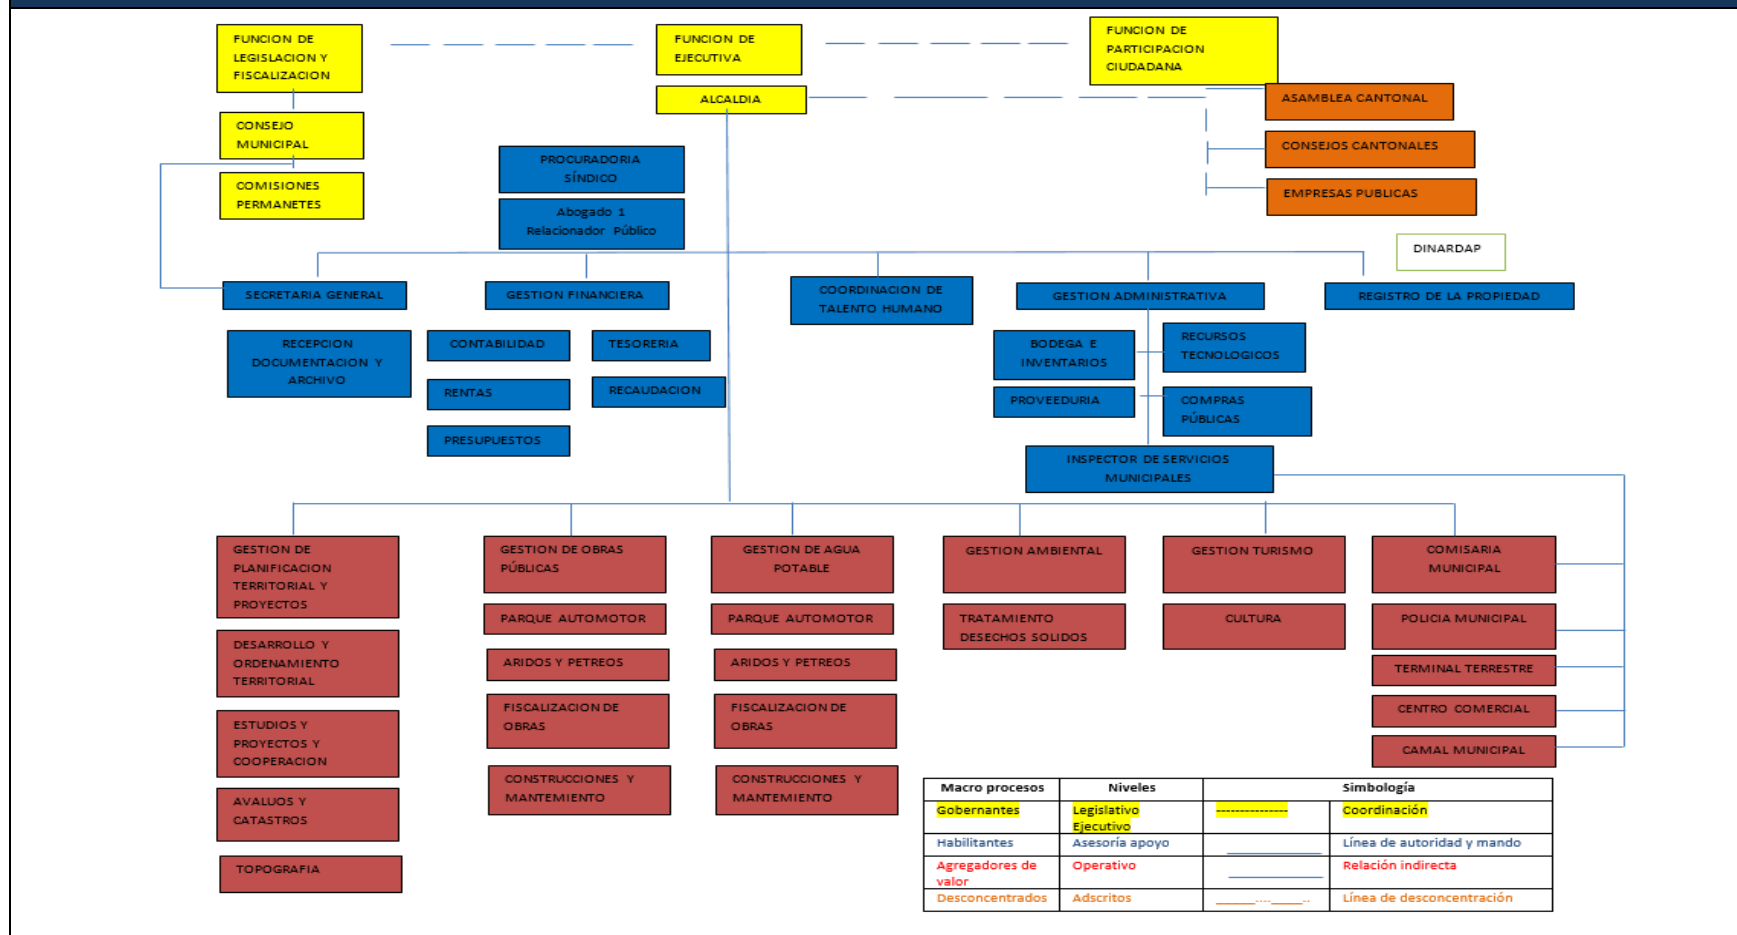 FUNCION DE
LEGISLACION Y
FISCALIZACION
FUNCION DE
EJECUTIVA
FUNCION DE
PARTICIPACION
CIUDADANA
ALCALDIA
ASAMBLEA CANTONAL
CONSEJO
MUNICIPAL
CONSEJOS CANTONALES
COMISIONES
PERMANETES
EMPRESAS PUBLICAS
PROCURADORIA
SÍNDICO
Abogado 1
Relacionador Público
DINARDAP
SECRETARIA GENERAL
GESTION FINANCIERA
COORDINACION DE
TALENTO HUMANO
GESTION ADMINISTRATIVA
REGISTRO DE LA PROPIEDAD
RECEPCION
DOCUMENTACION Y
ARCHIVO
CONTABILIDAD
TESORERIA
RENTAS
RECAUDACION
PRESUPUESTOS
BODEGA E
INVENTARIOS
RECURSOS
TECNOLOGICOS
PROVEEDURIA
COMPRAS
PÚBLICAS
INSPECTOR DE SERVICIOS
MUNICIPALES
GESTION DE
PLANIFICACION
TERRITORIAL Y
PROYECTOS
DESARROLLO Y
ORDENAMIENTO
TERRITORIAL
ESTUDIOS Y
PROYECTOS Y
COOPERACION
AVALUOS Y
CATASTROS
TOPOGRAFIA
GESTION DE OBRAS
PÚBLICAS
PARQUE AUTOMOTOR
ARIDOS Y PETREOS
FISCALIZACION DE
OBRAS
CONSTRUCCIONES Y
MANTEMIENTO
GESTION DE AGUA
POTABLE
PARQUE AUTOMOTOR
ARIDOS Y PETREOS
FISCALIZACION DE
OBRAS
CONSTRUCCIONES Y
MANTEMIENTO
GESTION AMBIENTAL
TRATAMIENTO
DESECHOS SOLIDOS
GESTION TURISMO
CULTURA
COMISARIA
MUNICIPAL
POLICIA MUNICIPAL
TERMINAL TERRESTRE
CENTRO COMERCIAL
CAMAL MUNICIPAL
Macro procesos Niveles Simbología
Gobernantes Legislativo Ejecutivo --------------- Coordinación
Habilitantes Asesoría apoyo Línea de autoridad y mando
Agregadores de valor Operativo Relación indirecta
Desconcentrados Adscritos _____....____.. Línea de desconcentración